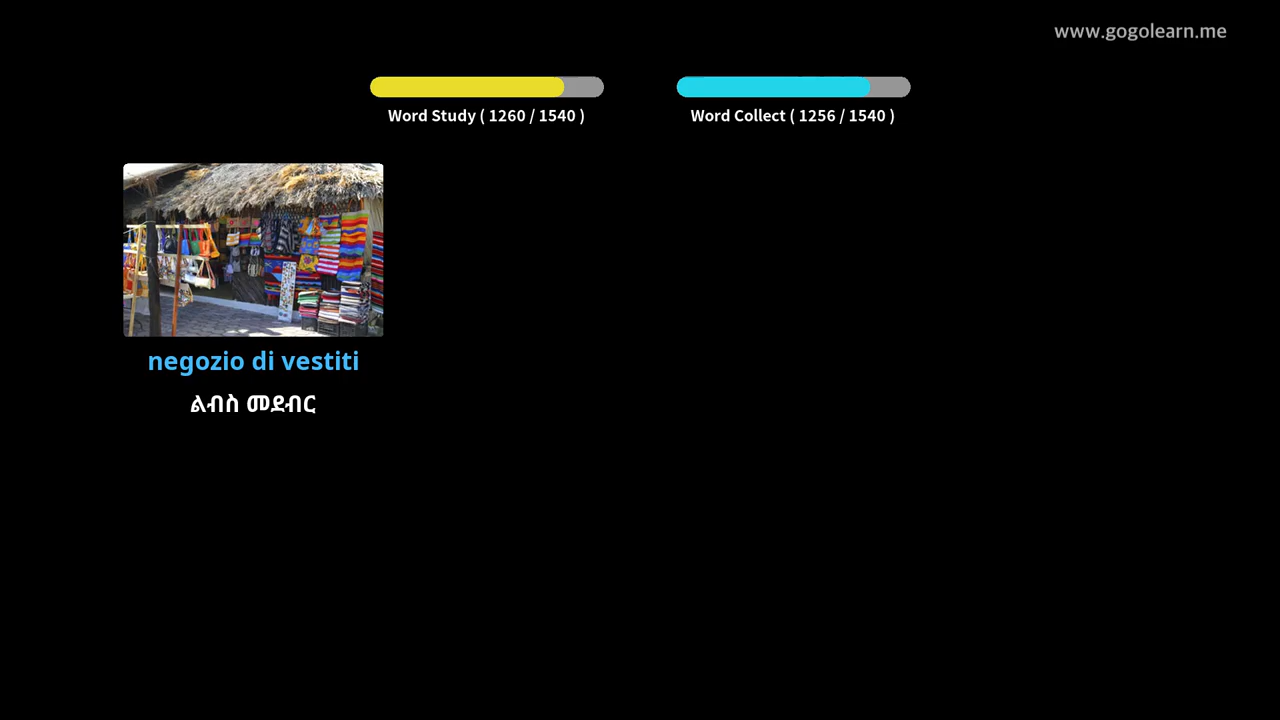 www.gogolearn.me
Word Study ( 1260 / 1540 )
Word Collect ( 1256 / 1540 )
negozio di vestiti
ልብስ መደብር